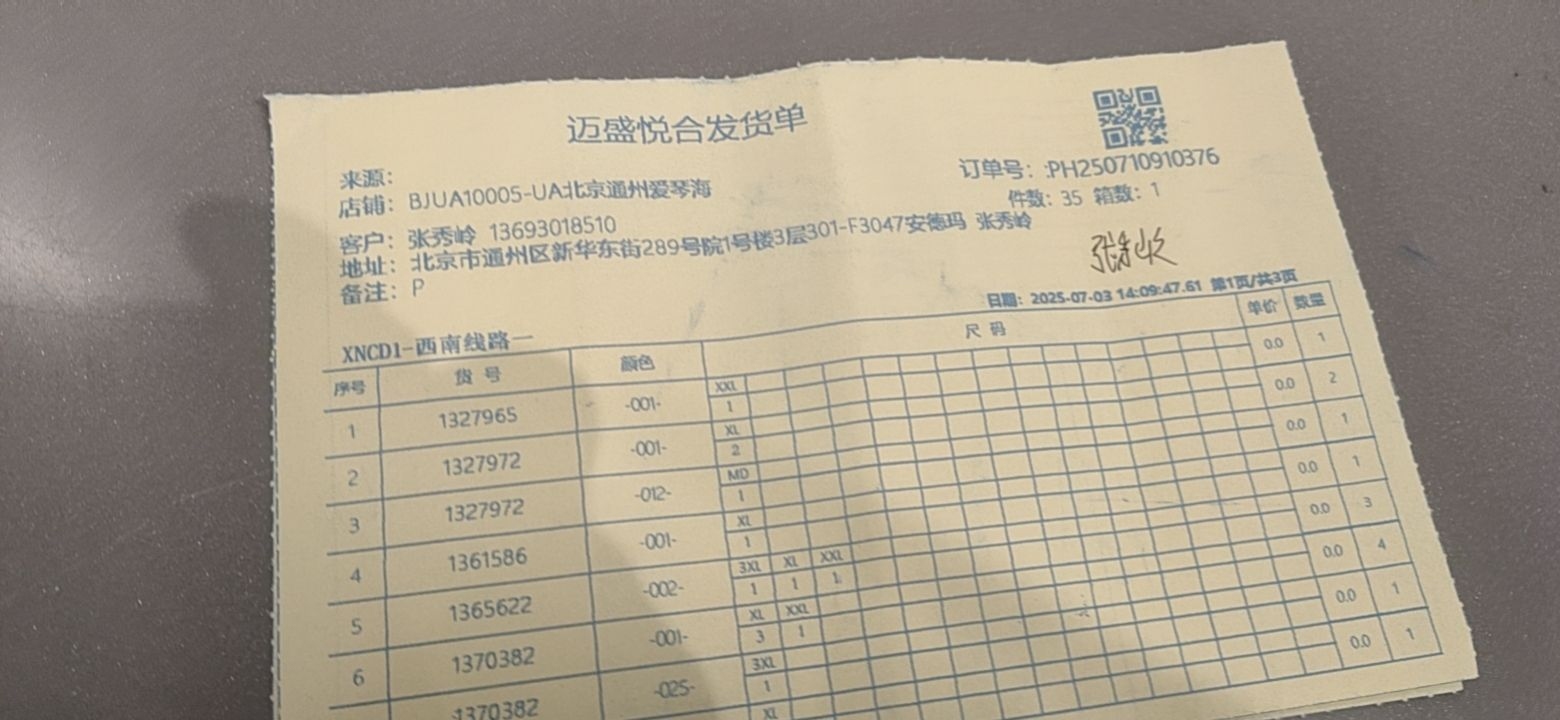 迈盛悦合发货单
来源：
订单号：:PH250710910376
店铺：BJUA10005-UA北京通州爱琴海
件数：35 箱数：1
客户：张秀岭 13693018510
地址：北京市通州区新华东街289号院1号楼3层301-F3047安德玛 张秀岭
备注：P
日期：2025-07-03 14:09:47.61 第1页/共3页
XNCD1-西南线路一
序号 货号 颜色 尺码 单价 数量
XXL
1 1327965 -001- 1 0.0 1
XL
2 1327972 -001- 2 0.0 2
MD
3 1327972 -012- 1 0.0 1
XL
4 1361586 -001- 1 0.0 1
3XL XL XXL
5 1365622 -002- 1 1 1 0.0 3
XL XXL
6 1370382 -001- 3 1 0.0 4
3XL
1370382 -025- 1 0.0 1
XL
0.0 1